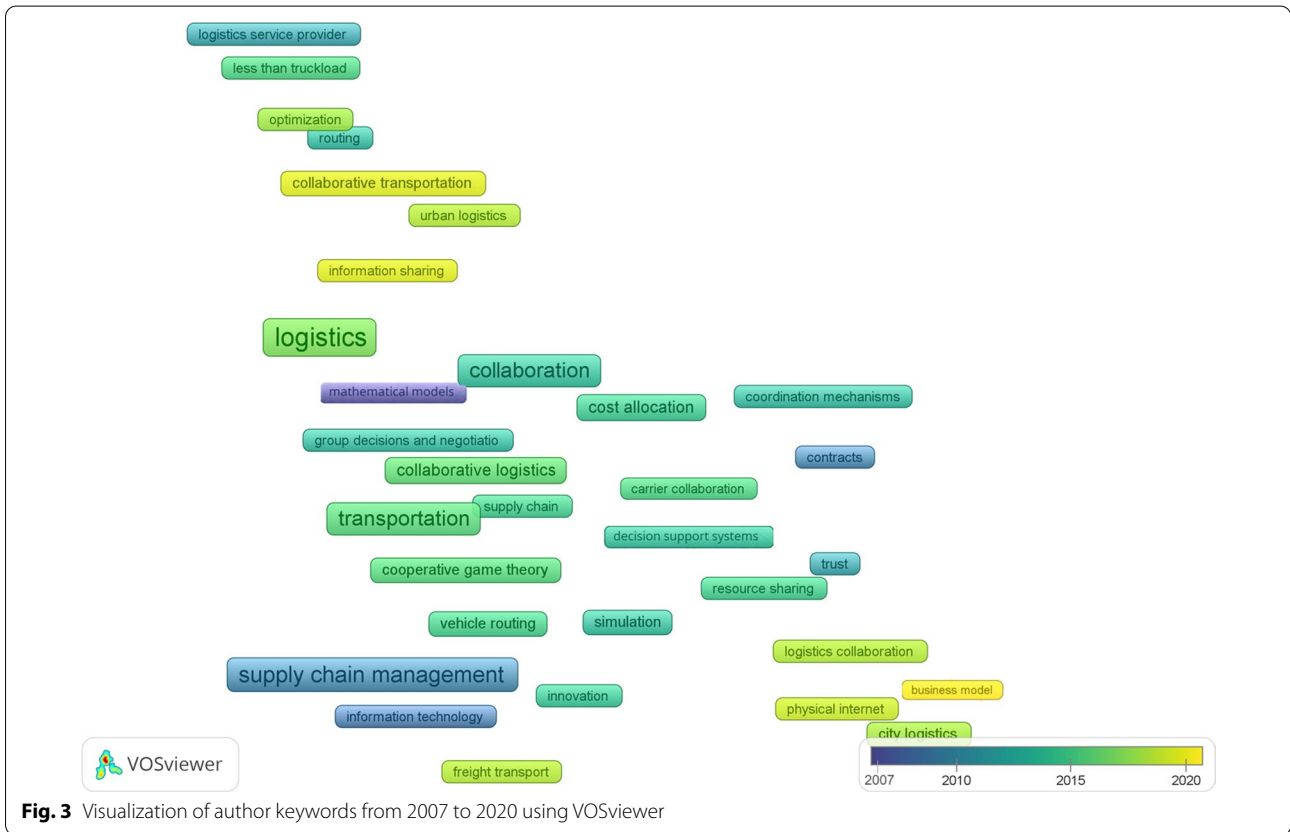 logistics service provider
less than truckload
optimization
routing
collaborative transportation
urban logistics
information sharing
logistics
collaboration
mathematical models
cost allocation
coordination mechanisms
group decisions and negotiatio
contracts
collaborative logistics
carrier collaboration
supply chain
transportation
decision support systems
trust
cooperative game theory
resource sharing
vehicle routing
simulation
logistics collaboration
supply chain management
business model
innovation
physical internet
information technology
city logistics
VOSviewer
freight transport
2007 2010 2015 2020
Fig. 3 Visualization of author keywords from 2007 to 2020 using VOSviewer